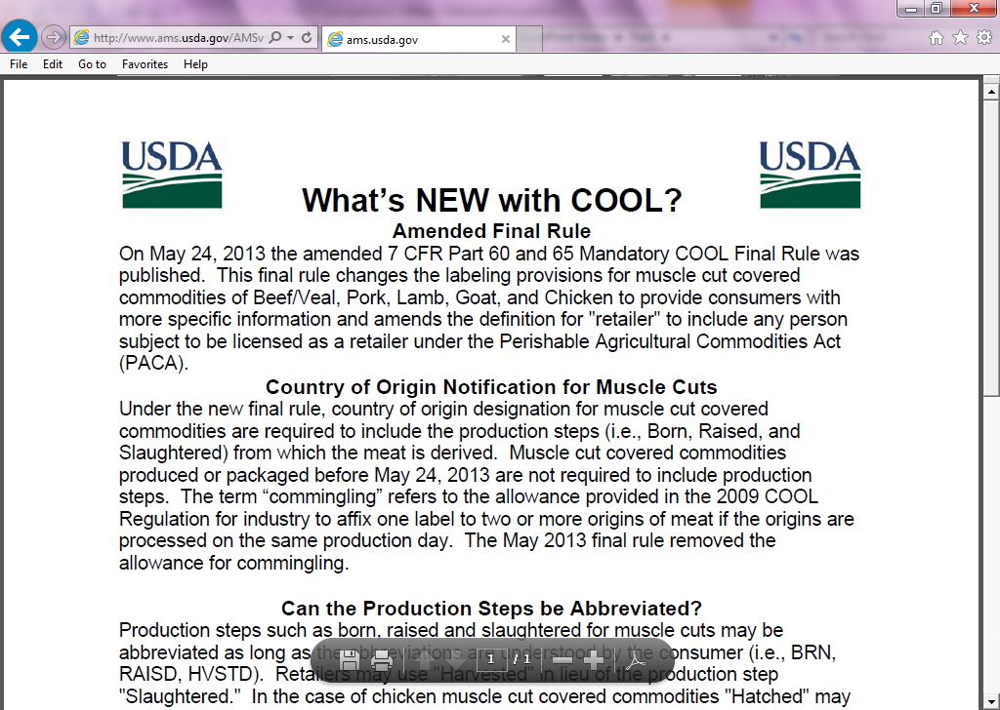 http://www.ams.usda.gov/AMSv
ams.usda.gov
File Edit Go to Favorites Help
USDA
USDA
What's NEW with COOL?
Amended Final Rule
On May 24, 2013 the amended 7 CFR Part 60 and 65 Mandatory COOL Final Rule was
published.  This final rule changes the labeling provisions for muscle cut covered
commodities of Beef/Veal, Pork, Lamb, Goat, and Chicken to provide consumers with
more specific information and amends the definition for "retailer" to include any person
subject to be licensed as a retailer under the Perishable Agricultural Commodities Act
(PACA).
Country of Origin Notification for Muscle Cuts
Under the new final rule, country of origin designation for muscle cut covered
commodities are required to include the production steps (i.e., Born, Raised, and
Slaughtered) from which the meat is derived.  Muscle cut covered commodities
produced or packaged before May 24, 2013 are not required to include production
steps.  The term “commingling” refers to the allowance provided in the 2009 COOL
Regulation for industry to affix one label to two or more origins of meat if the origins are
processed on the same production day.  The May 2013 final rule removed the
allowance for commingling.
Can the Production Steps be Abbreviated?
Production steps such as born, raised and slaughtered for muscle cuts may be
abbreviated as long as the abbreviations are understood by the consumer (i.e., BRN,
RAISD, HVSTD).  Retailers may use "Harvested" in lieu of the production step
1 / 1
"Slaughtered."  In the case of chicken muscle cut covered commodities "Hatched" may